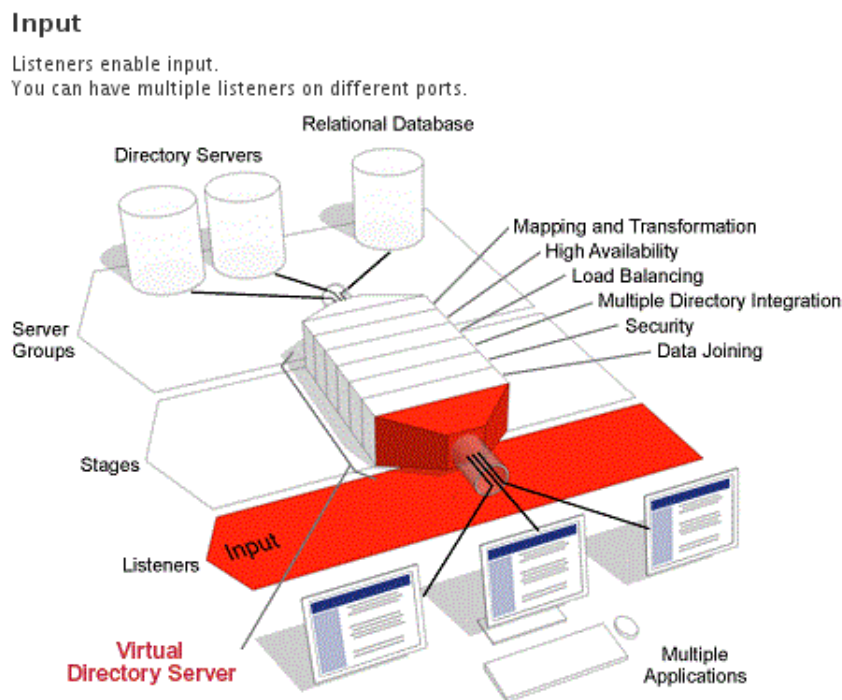 Input
Listeners enable input.
You can have multiple listeners on different ports.
Relational Database
Directory Servers
Mapping and Transformation
High Availability
Load Balancing
Multiple Directory Integration
Security
Data Joining
Server
Groups
Stages
Input
Listeners
Virtual
Directory Server
Multiple
Applications